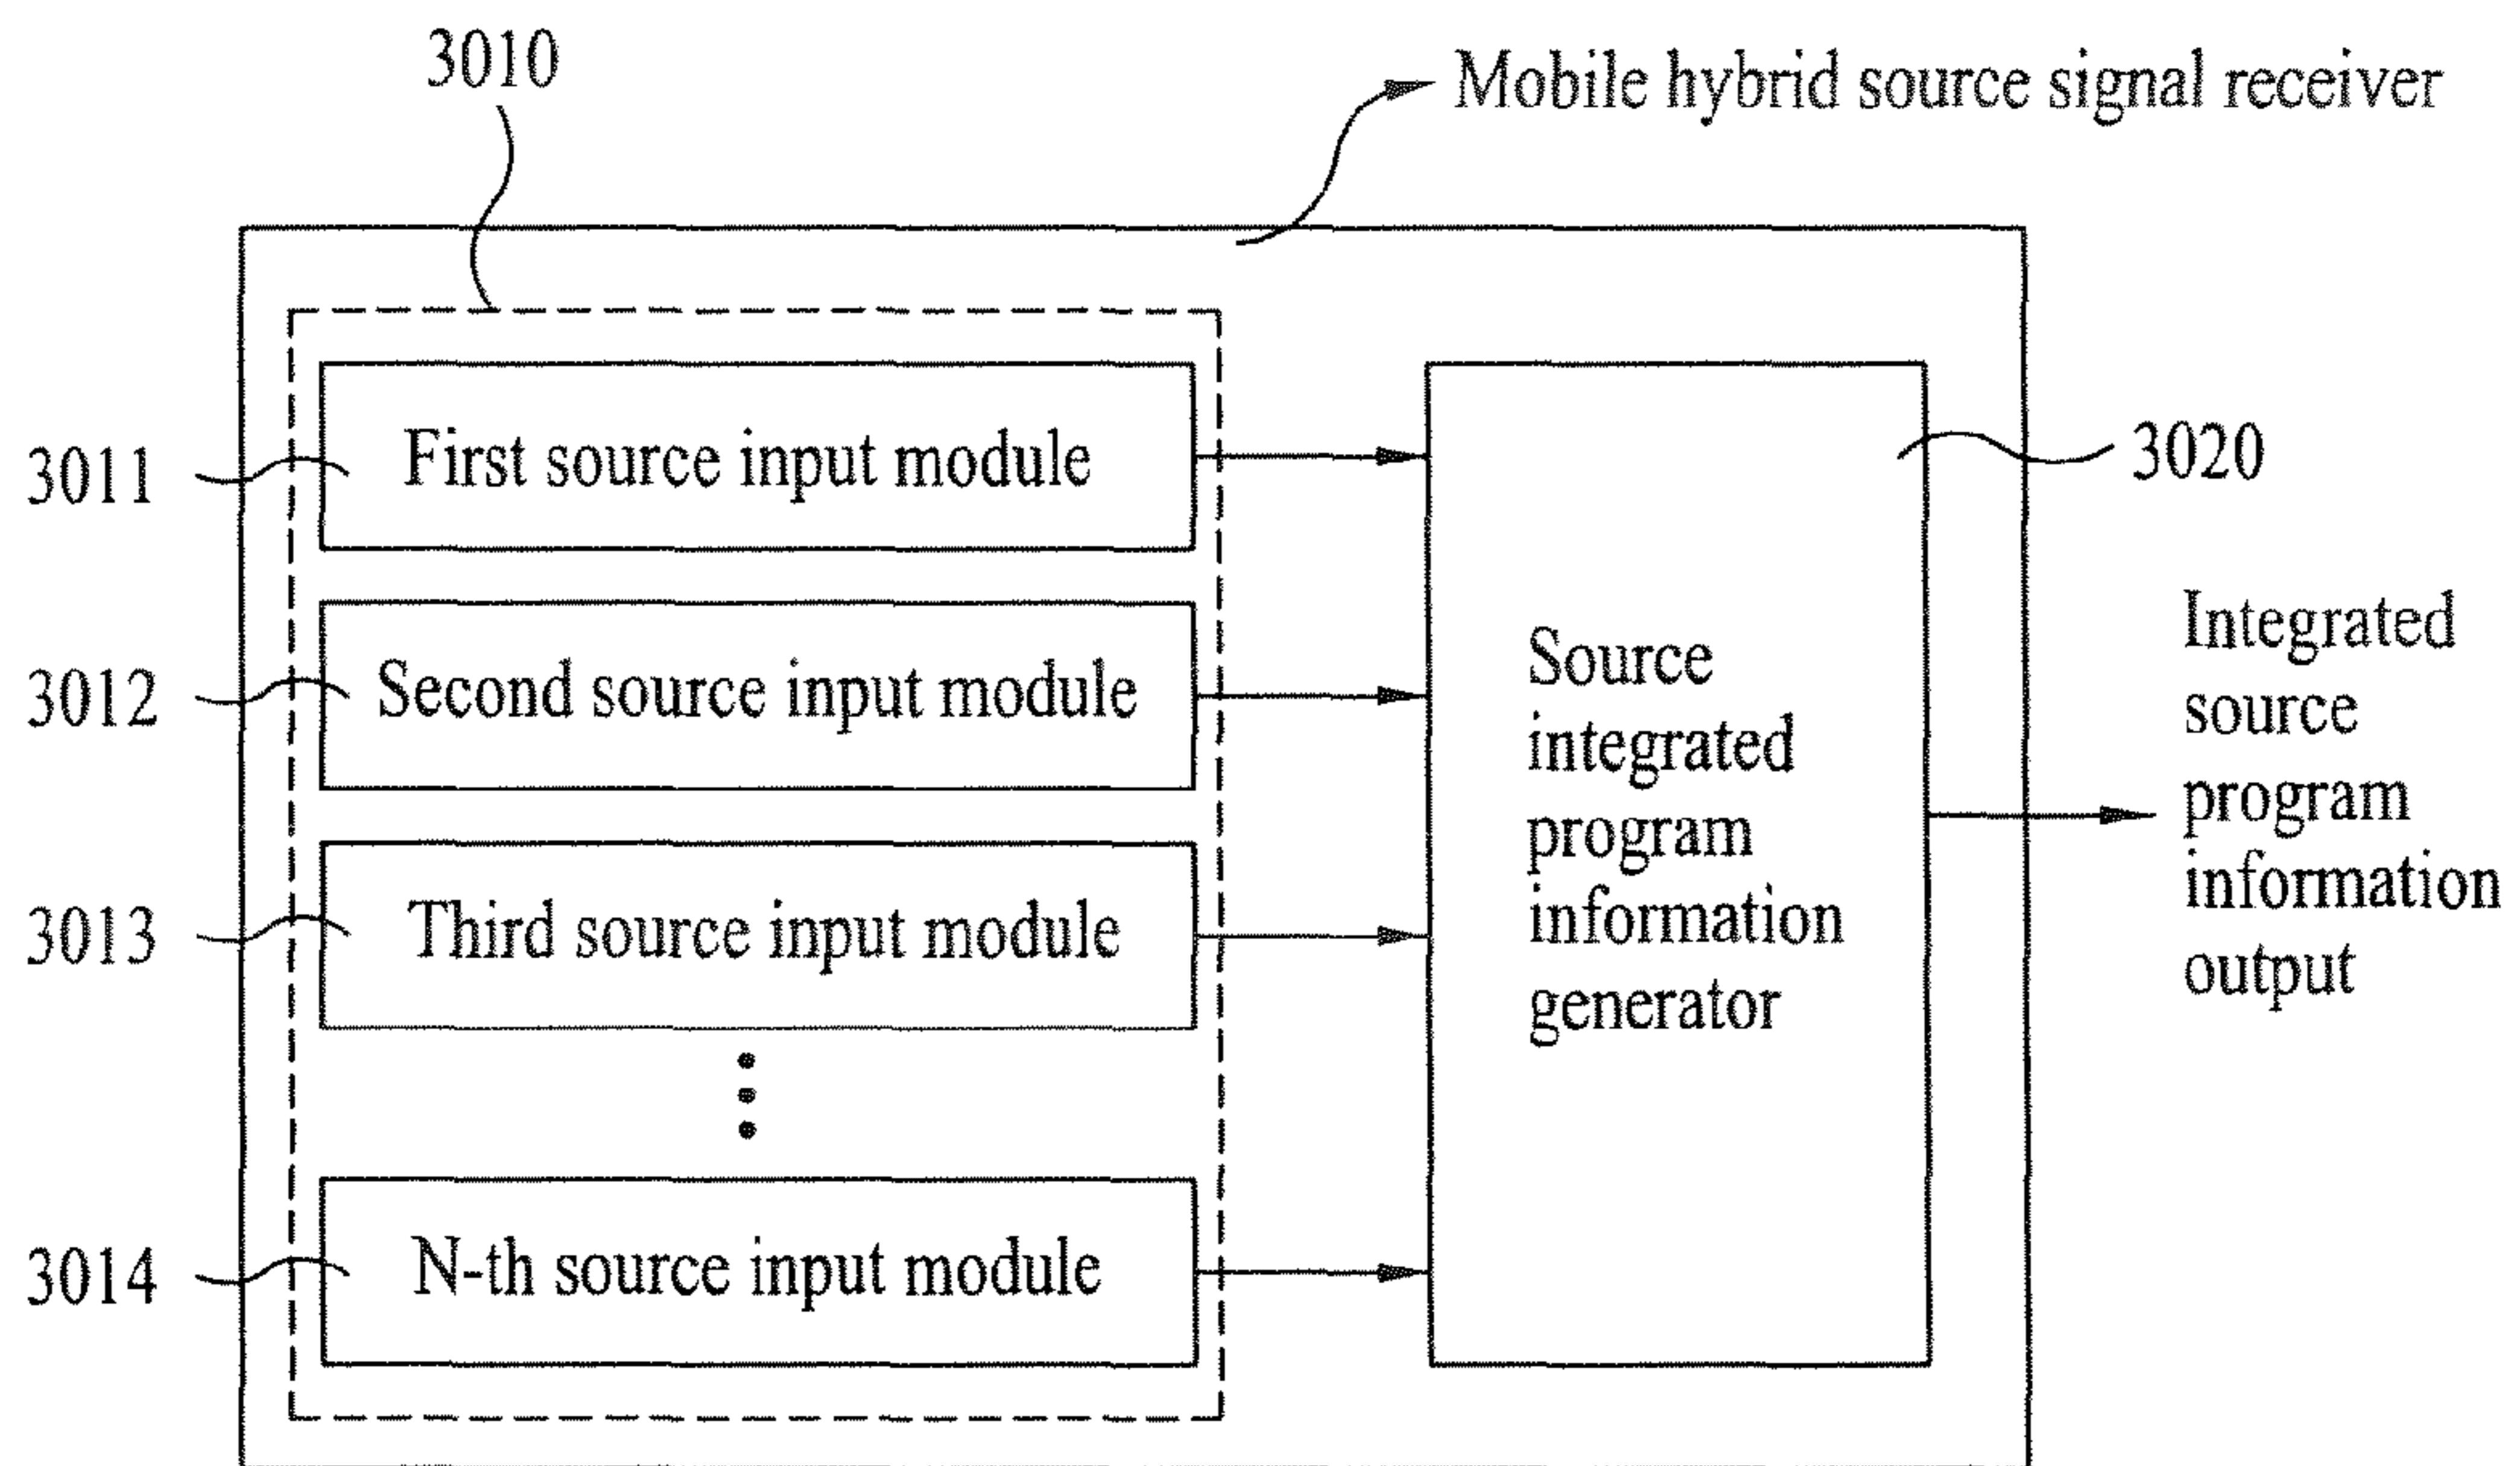 3010
Mobile hybrid source signal receiver
3011
First source input module
3020
3012
Second source input module
Source
integrated
program
information
generator
Integrated
source
program
information
output
3013
Third source input module
3014
N-th source input module